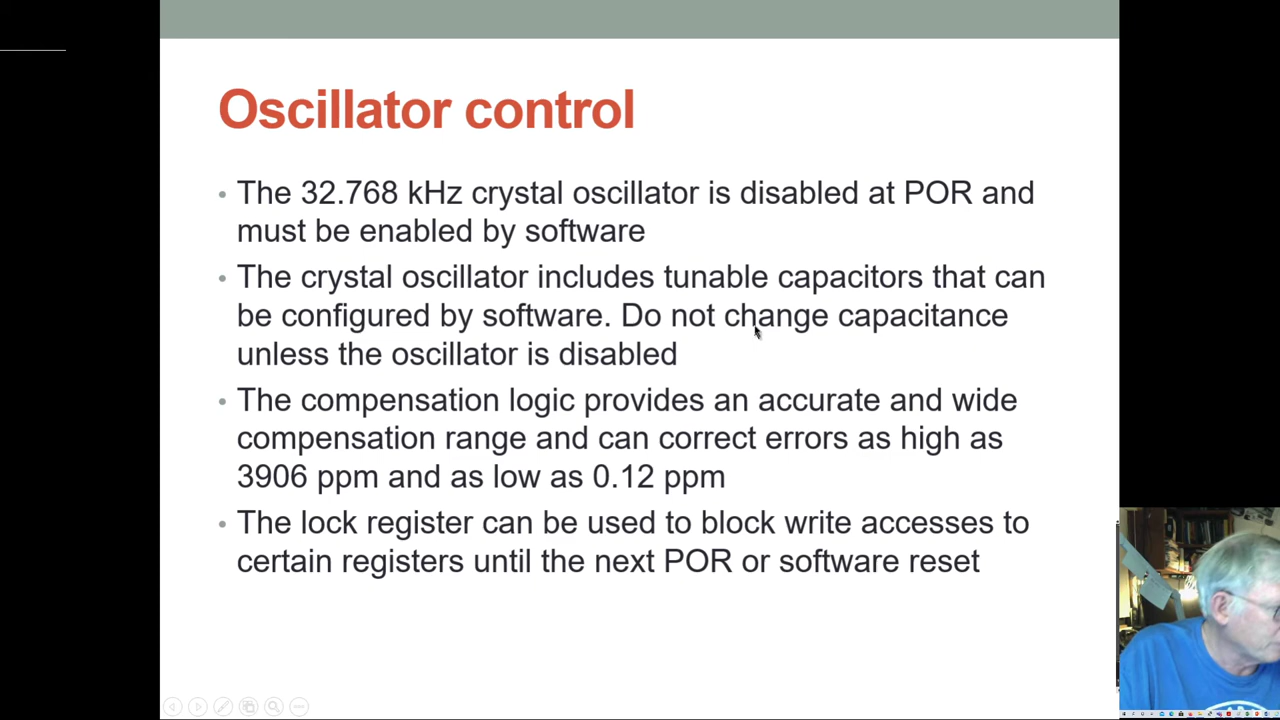 Oscillator control
• The 32.768 kHz crystal oscillator is disabled at POR and
must be enabled by software
• The crystal oscillator includes tunable capacitors that can
be configured by software. Do not change capacitance
unless the oscillator is disabled
• The compensation logic provides an accurate and wide
compensation range and can correct errors as high as
3906 ppm and as low as 0.12 ppm
• The lock register can be used to block write accesses to
certain registers until the next POR or software reset